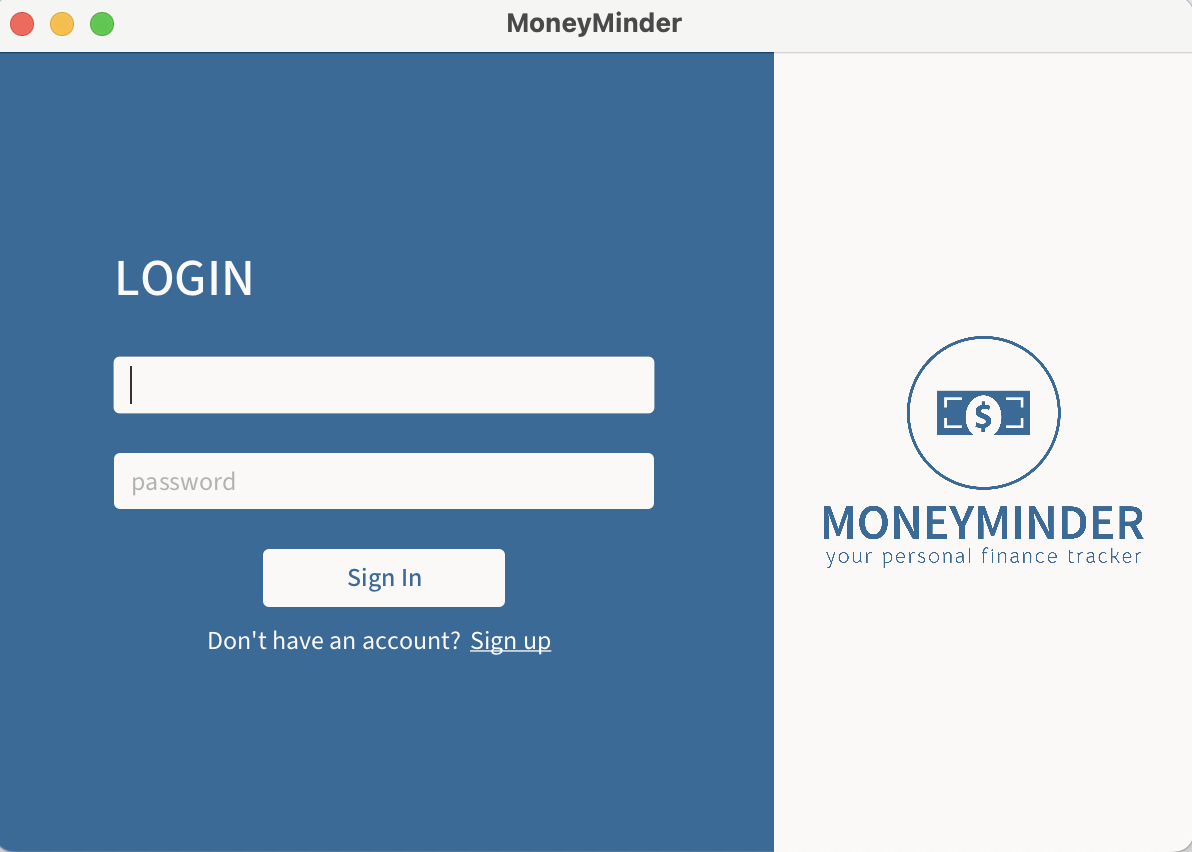 MoneyMinder
LOGIN
password
Sign In
Don't have an account? Sign up
$
MONEYMINDER
your personal finance tracker